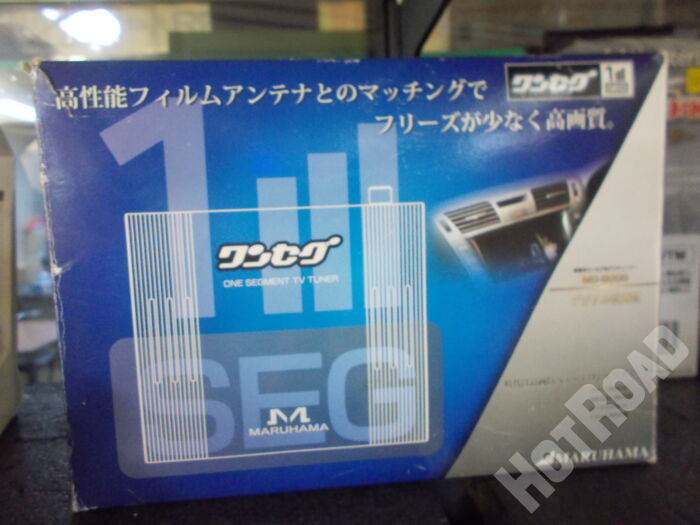 高性能フィルムアンテナとのマッチングで
フリーズが少なく高画質。
ワンセグ
1
ワンセグ
ONE SEGMENT TV TUNER
SEG
M
MARUHAMA
MARUHAMA
HOTROAD